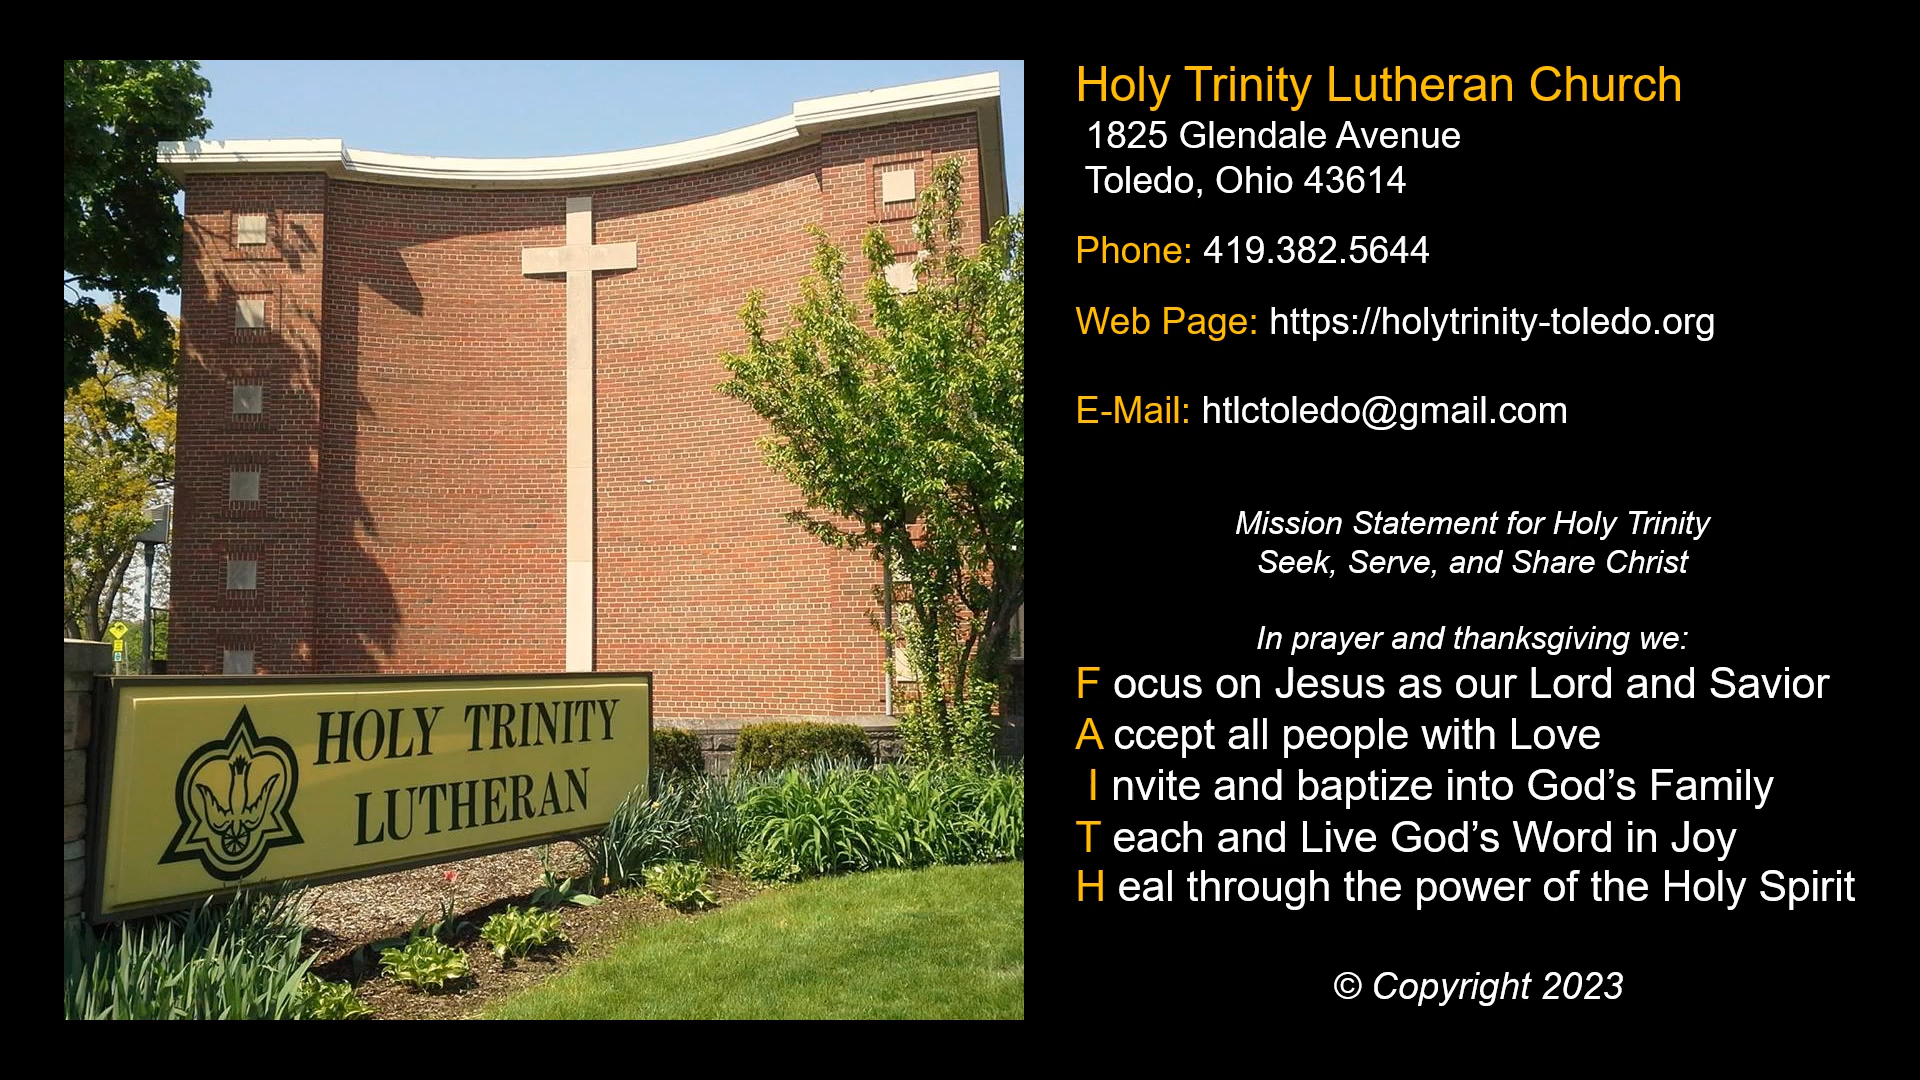 HOLY TRINITY
LUTHERAN
Holy Trinity Lutheran Church
1825 Glendale Avenue
Toledo, Ohio 43614
Phone: 419.382.5644
Web Page: https://holytrinity-toledo.org
E-Mail: htlctoledo@gmail.com
Mission Statement for Holy Trinity
Seek, Serve, and Share Christ
In prayer and thanksgiving we:
F ocus on Jesus as our Lord and Savior
A ccept all people with Love
I nvite and baptize into God’s Family
T each and Live God’s Word in Joy
H eal through the power of the Holy Spirit
© Copyright 2023